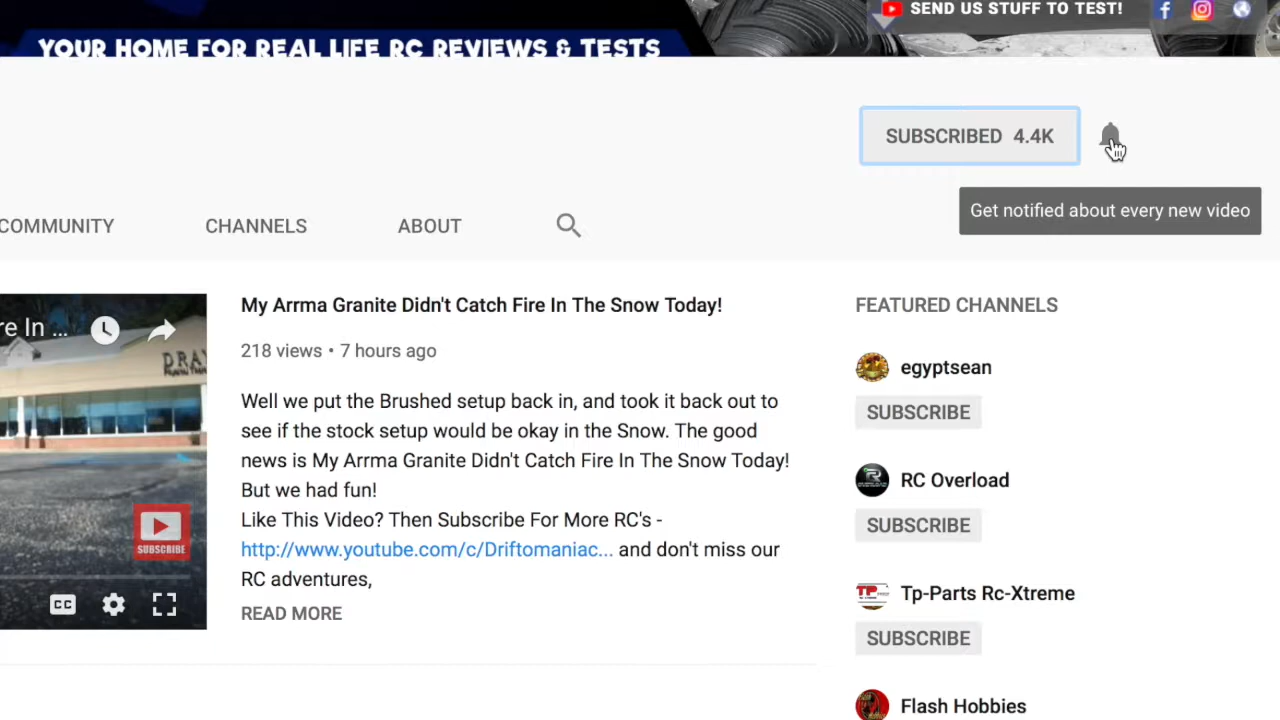 SEND US STUFF TO TEST!
YOUR HOME FOR REAL LIFE RC REVIEWS & TESTS
SUBSCRIBED 4.4K
Get notified about every new video
COMMUNITY
CHANNELS
ABOUT
My Arrma Granite Didn't Catch Fire In The Snow Today!
218 views • 7 hours ago
Well we put the Brushed setup back in, and took it back out to
see if the stock setup would be okay in the Snow. The good
news is My Arrma Granite Didn't Catch Fire In The Snow Today!
But we had fun!
Like This Video? Then Subscribe For More RC's -
http://www.youtube.com/c/Driftomaniac... and don't miss our
RC adventures,
READ MORE
re In ...
DRAY
SUBSCRIBE
CC
FEATURED CHANNELS
egyptsean
SUBSCRIBE
RC Overload
SUBSCRIBE
TP
Tp-Parts Rc-Xtreme
SUBSCRIBE
Flash Hobbies